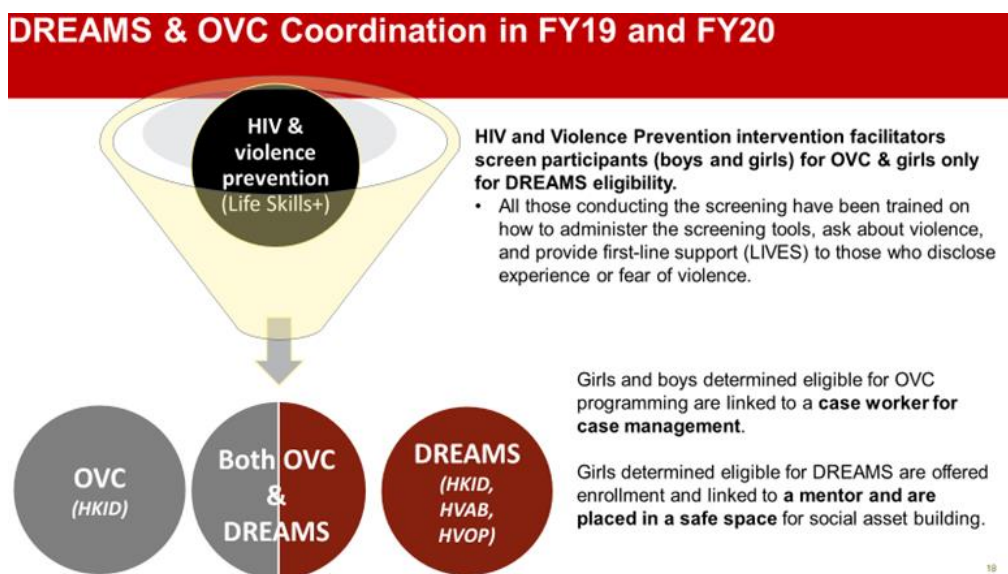 DREAMS & OVC Coordination in FY19 and FY20
HIV &
violence
prevention
(Life Skills+)
HIV and Violence Prevention intervention facilitators
screen participants (boys and girls) for OVC & girls only
for DREAMS eligibility.
• All those conducting the screening have been trained on
how to administer the screening tools, ask about violence,
and provide first-line support (LIVES) to those who disclose
experience or fear of violence.
OVC
(HKID)
Both OVC
&
DREAMS
DREAMS
(HKID,
HVAB,
HVOP)
Girls and boys determined eligible for OVC
programming are linked to a case worker for
case management.
Girls determined eligible for DREAMS are offered
enrollment and linked to a mentor and are
placed in a safe space for social asset building.
18